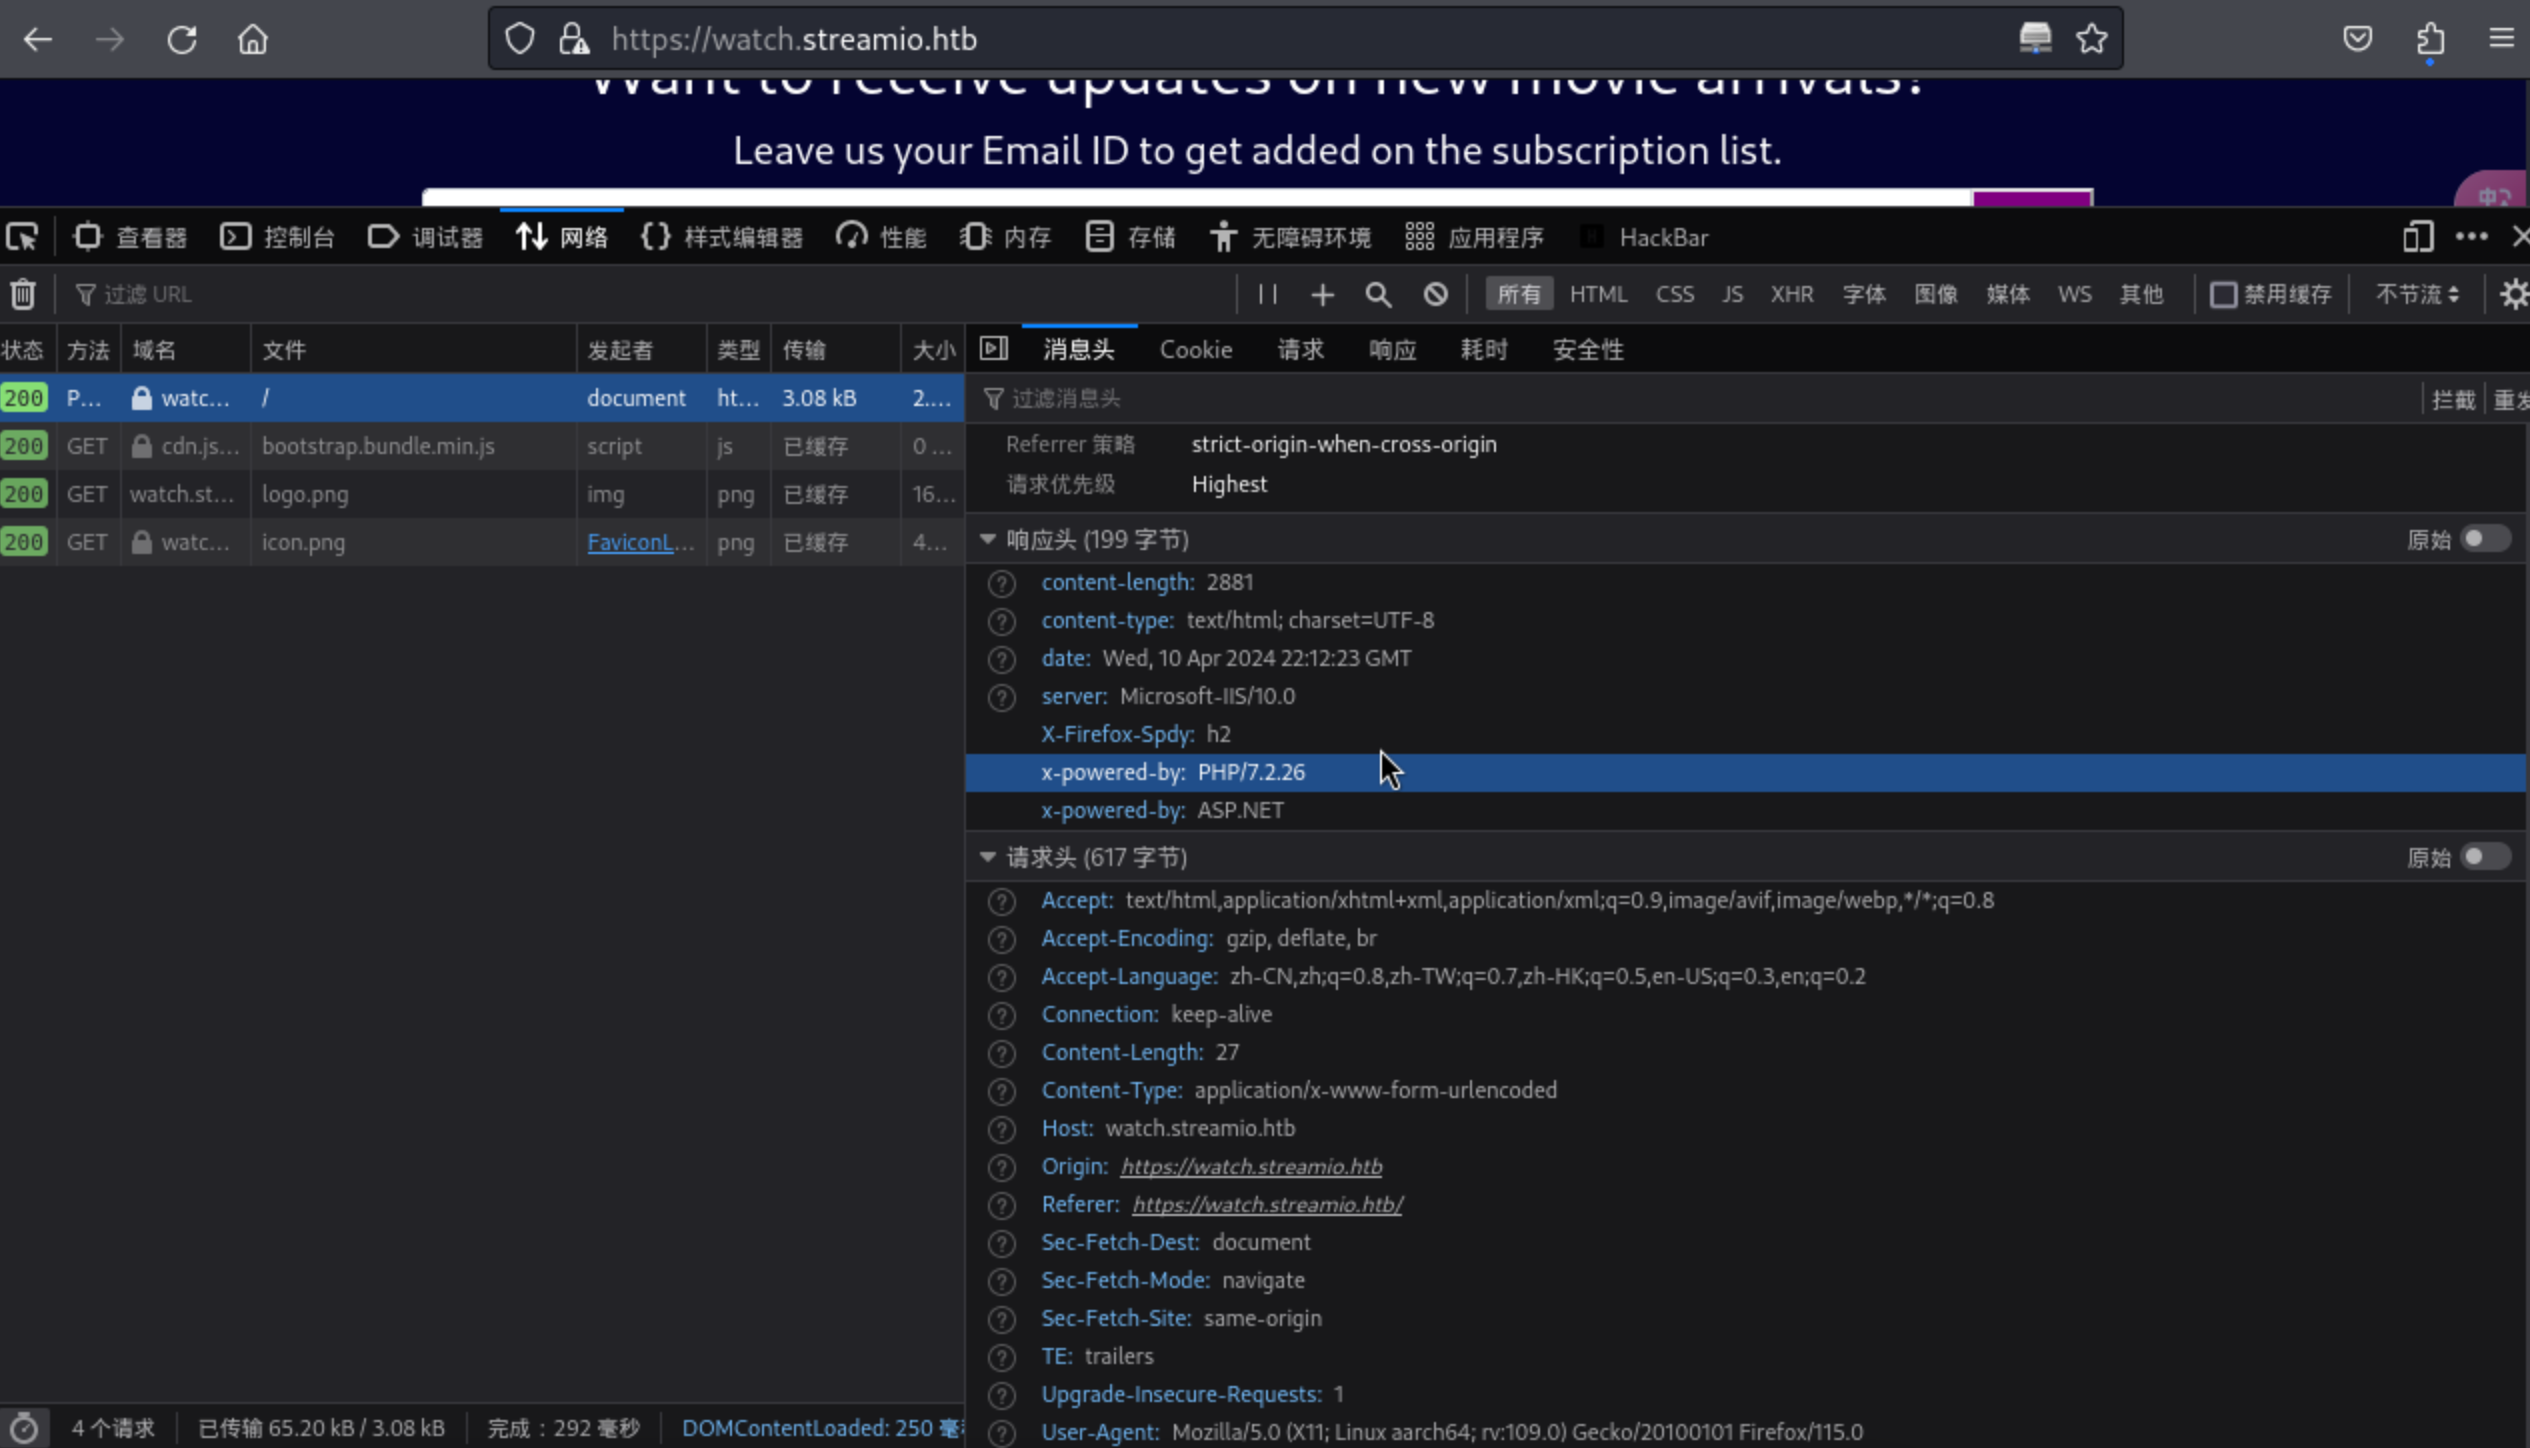 https://watch.streamio.htb
Want to receive updates on new movie arrivals?
Leave us your Email ID to get added on the subscription list.
查看器 控制台 调试器 网络 样式编辑器 性能 内存 存储 无障碍环境 应用程序 HackBar
过滤 URL 所有 HTML CSS JS XHR 字体 图像 媒体 WS 其他 禁用缓存 不节流
状态 方法 域名 文件 发起者 类型 传输 大小
200 P... watc... / document ht... 3.08 kB 2....
200 GET cdn.js... bootstrap.bundle.min.js script js 已缓存 0 ...
200 GET watch.st... logo.png img png 已缓存 16...
200 GET watc... icon.png FaviconL... png 已缓存 4...
消息头 Cookie 请求 响应 耗时 安全性
过滤消息头 拦截 重发
Referrer 策略 strict-origin-when-cross-origin
请求优先级 Highest
响应头 (199 字节) 原始
content-length: 2881
content-type: text/html; charset=UTF-8
date: Wed, 10 Apr 2024 22:12:23 GMT
server: Microsoft-IIS/10.0
X-Firefox-Spdy: h2
x-powered-by: PHP/7.2.26
x-powered-by: ASP.NET
请求头 (617 字节) 原始
Accept: text/html,application/xhtml+xml,application/xml;q=0.9,image/avif,image/webp,*/*;q=0.8
Accept-Encoding: gzip, deflate, br
Accept-Language: zh-CN,zh;q=0.8,zh-TW;q=0.7,zh-HK;q=0.5,en-US;q=0.3,en;q=0.2
Connection: keep-alive
Content-Length: 27
Content-Type: application/x-www-form-urlencoded
Host: watch.streamio.htb
Origin: https://watch.streamio.htb
Referer: https://watch.streamio.htb/
Sec-Fetch-Dest: document
Sec-Fetch-Mode: navigate
Sec-Fetch-Site: same-origin
TE: trailers
Upgrade-Insecure-Requests: 1
User-Agent: Mozilla/5.0 (X11; Linux aarch64; rv:109.0) Gecko/20100101 Firefox/115.0
4 个请求 已传输 65.20 kB / 3.08 kB 完成：292 毫秒 DOMContentLoaded: 250 毫